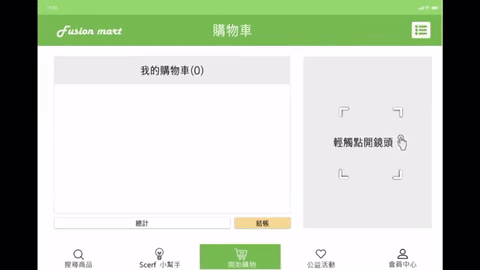 Fusion mart
購物車
我的購物車(0)
輕觸點開鏡頭
總計
結帳
搜尋商品
Scerf 小幫手
開始購物
公益活動
會員中心